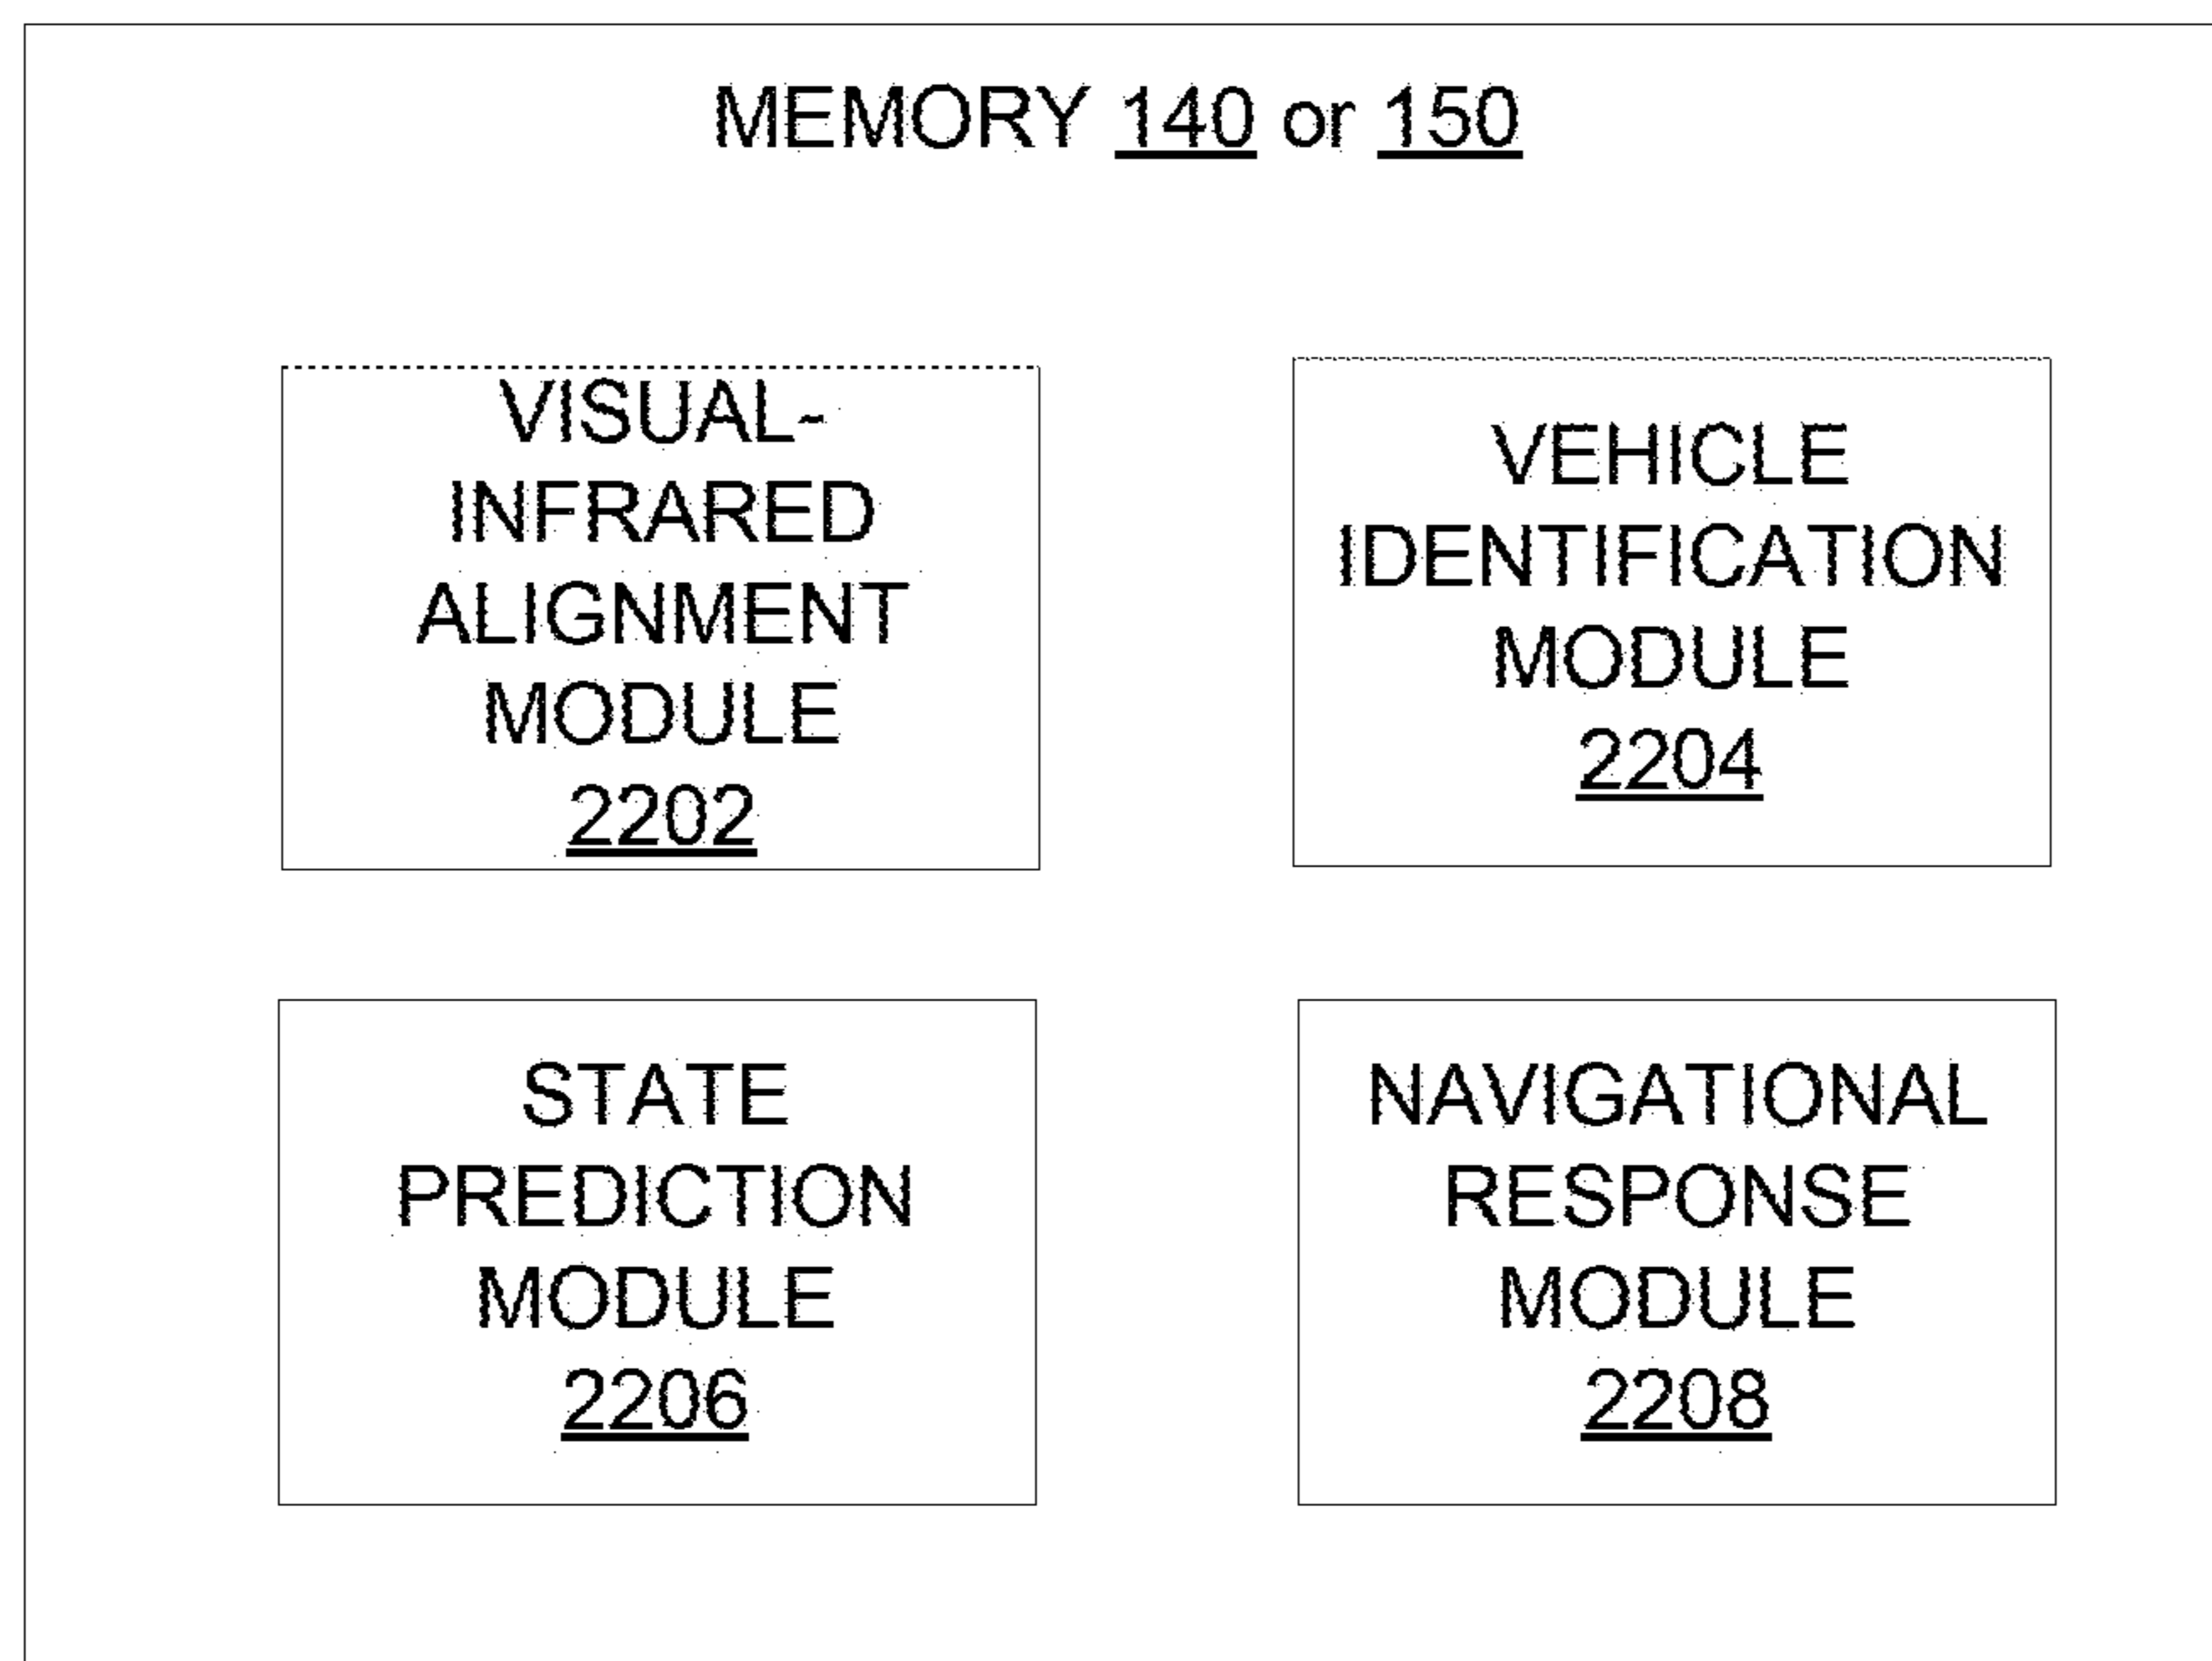 MEMORY 140 or 150
VISUAL-
INFRARED
ALIGNMENT
MODULE
2202
VEHICLE
IDENTIFICATION
MODULE
2204
STATE
PREDICTION
MODULE
2206
NAVIGATIONAL
RESPONSE
MODULE
2208